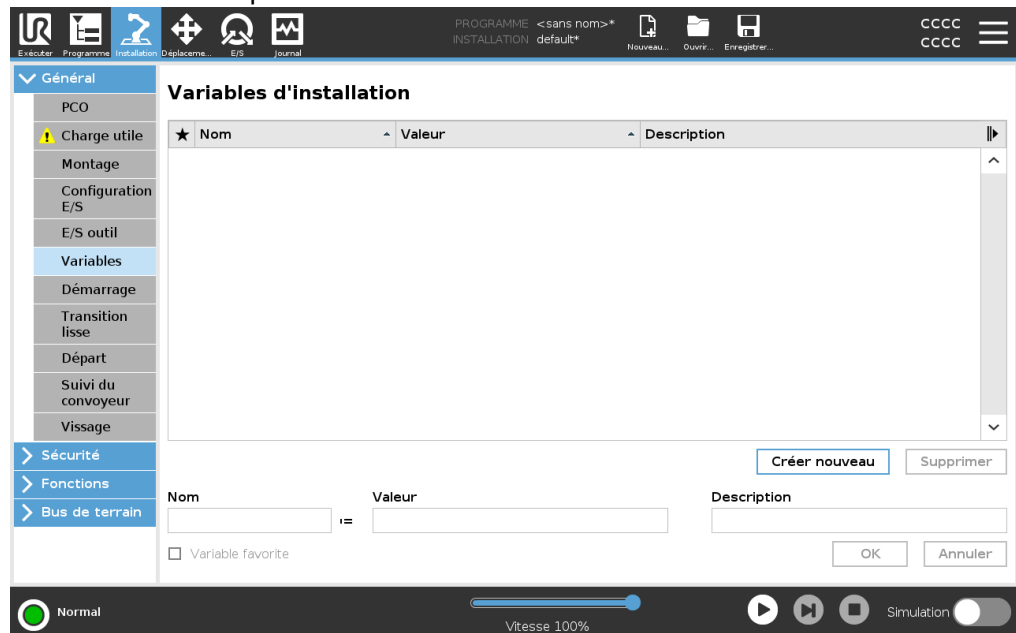 PROGRAMME <sans nom>*
INSTALLATION default*
Exécuter Programme Installation Déplaceme... E/S Journal
Nouveau... Ouvrir... Enregistrer...
CCCC
CCCC
Général
PCO
Charge utile
Montage
Configuration
E/S
E/S outil
Variables
Démarrage
Transition
lisse
Départ
Suivi du
convoyeur
Vissage
Sécurité
Fonctions
Bus de terrain
Variables d'installation
Nom Valeur Description
Créer nouveau Supprimer
Nom Valeur Description
:=
Variable favorite
OK Annuler
Normal
Vitesse 100%
Simulation